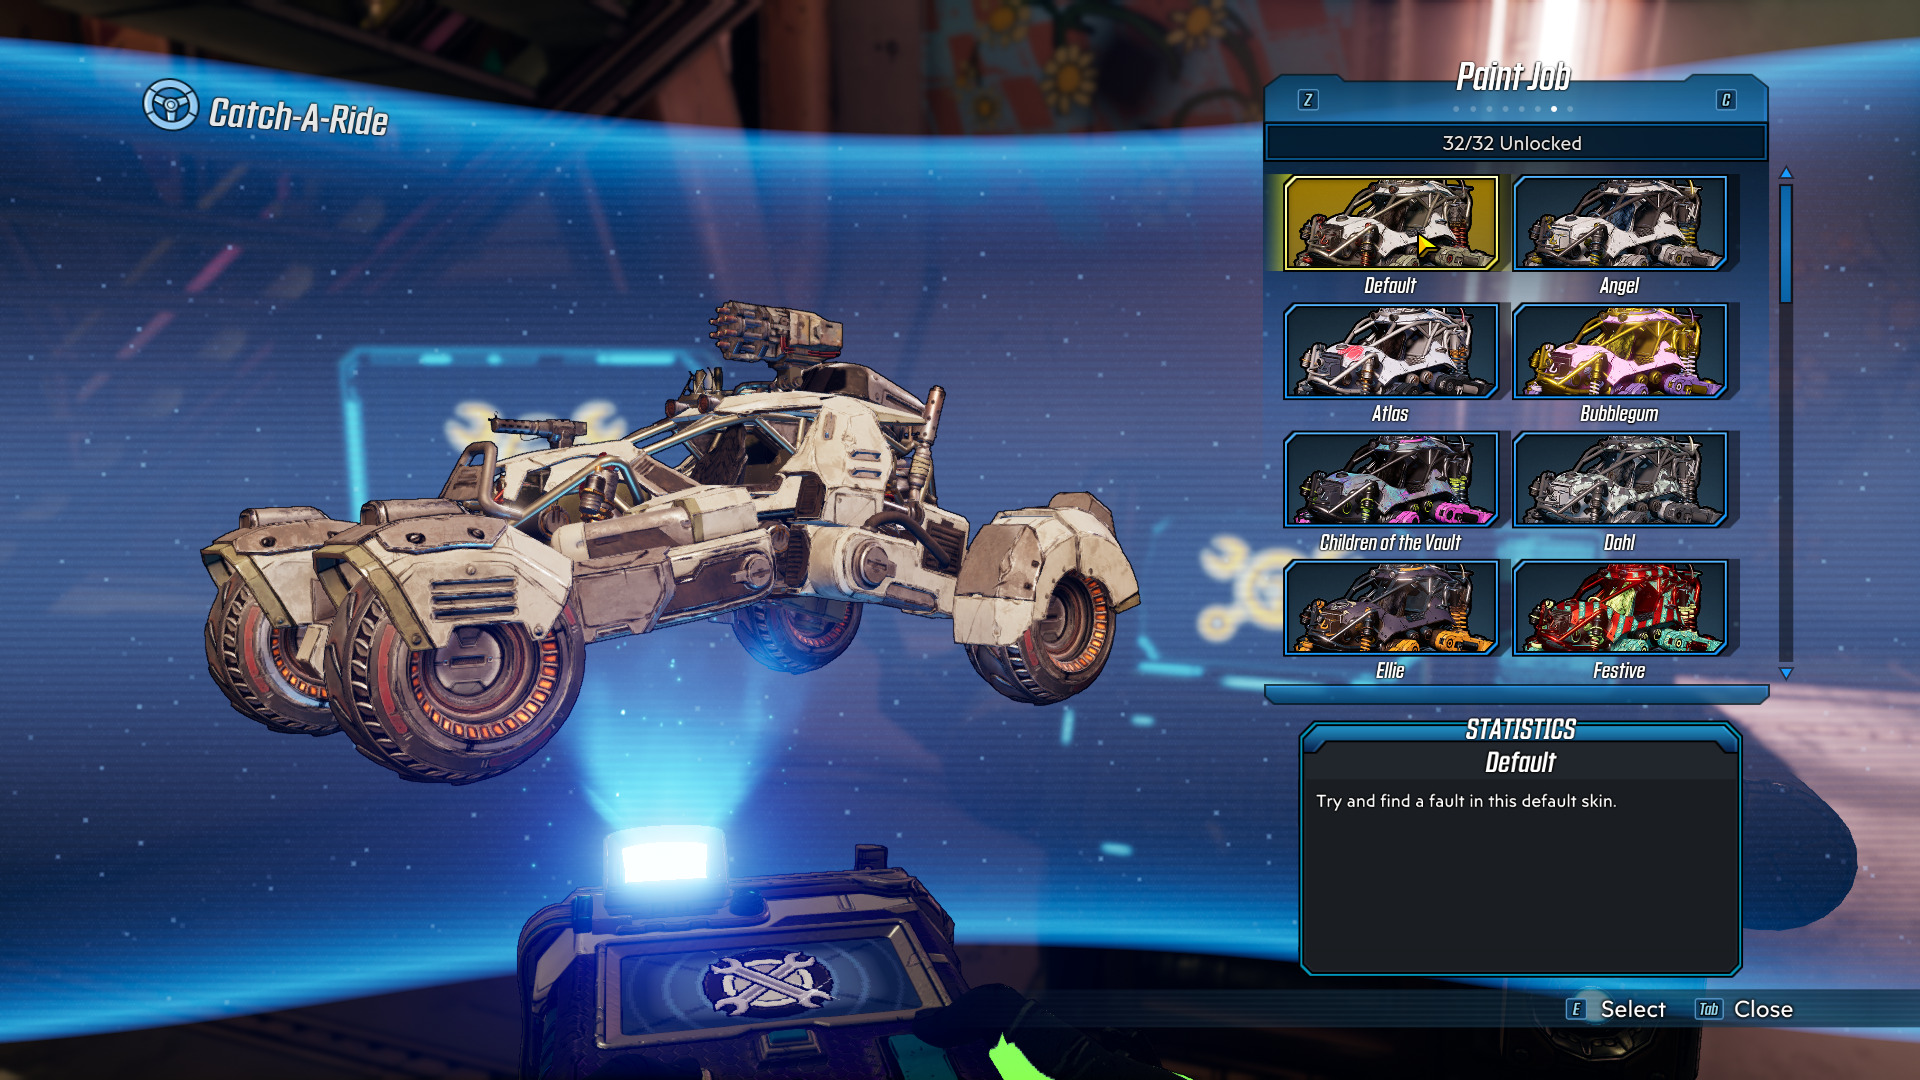 Catch-A-Ride
Paint Job
Z
C
32/32 Unlocked
Default
Angel
Atlas
Bubblegum
Children of the Vault
Dahl
Ellie
Festive
STATISTICS
Default
Try and find a fault in this default skin.
E Select Tab Close